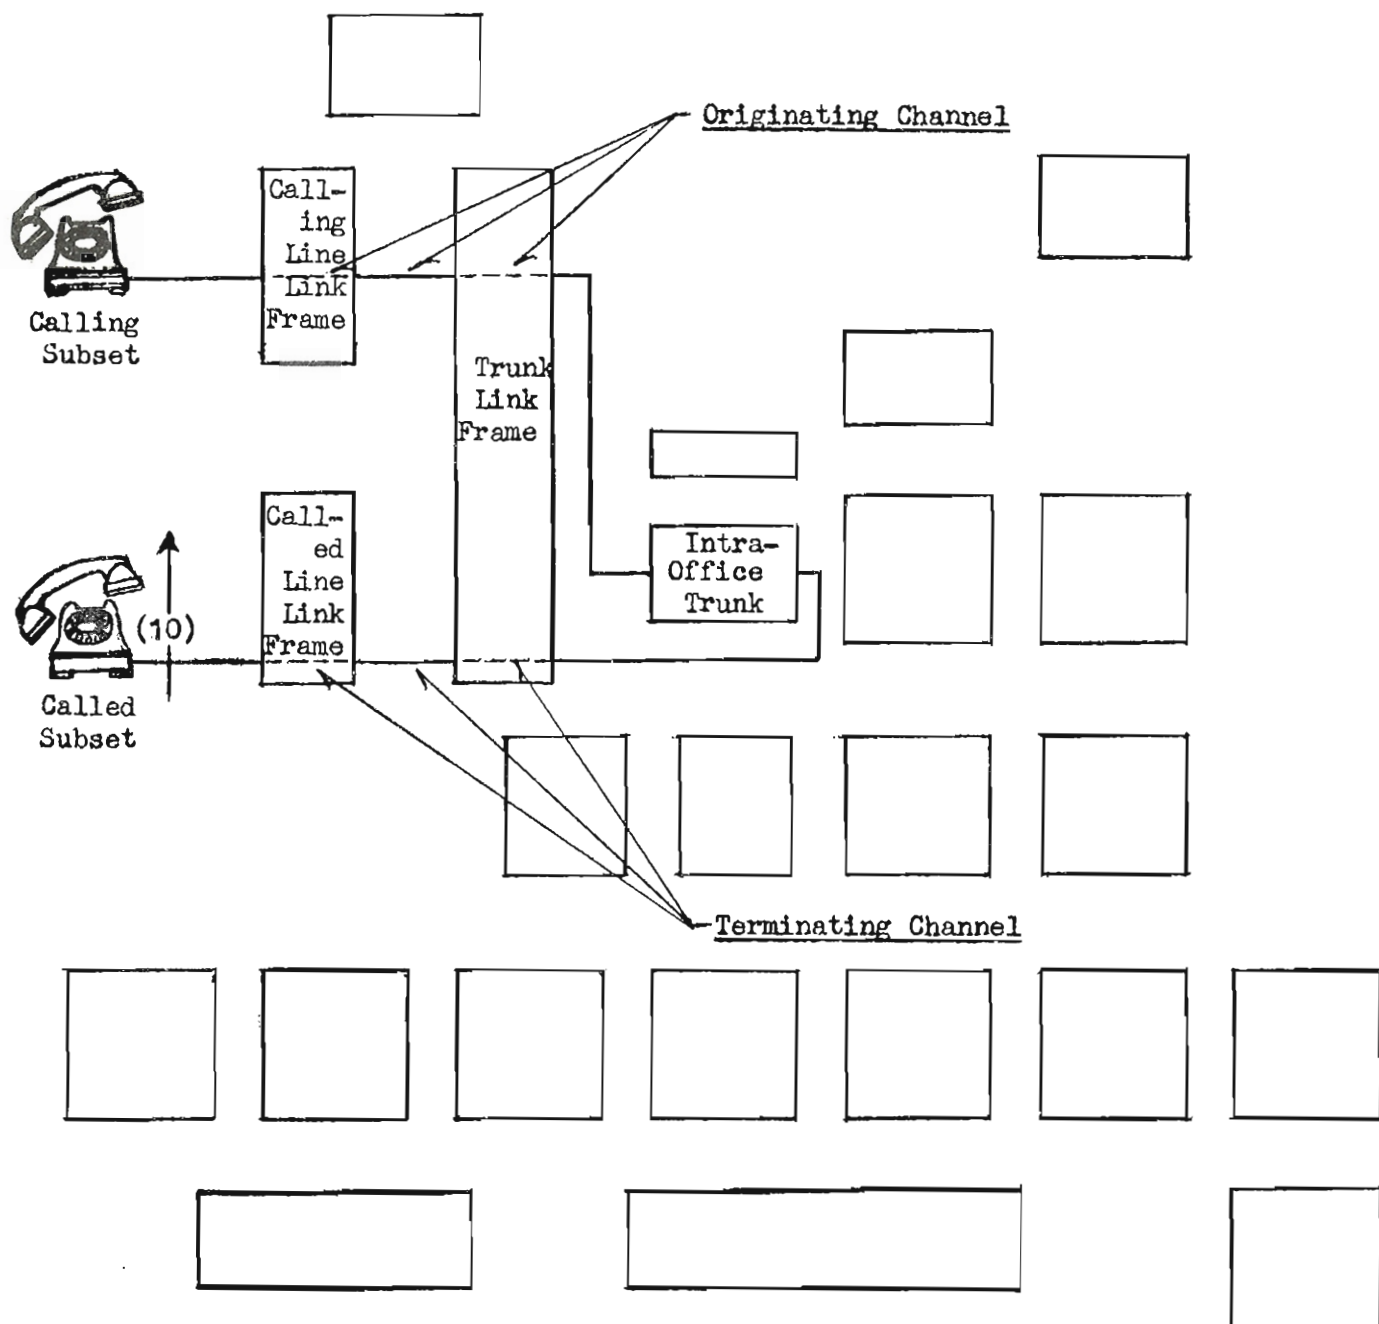 Originating Channel
Call-
ing
Line
Link
Frame
Calling
Subset
Trunk
Link
Frame
Call-
ed
Line
Link
Frame
Intra-
Office
Trunk
(10)
Called
Subset
Terminating Channel